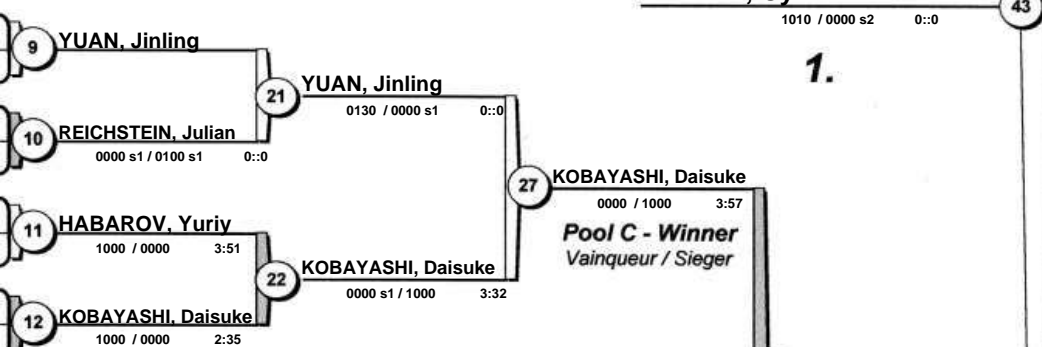 43
1010 / 0000 s2 0::0
1.
9 YUAN, Jinling
21 YUAN, Jinling
0130 / 0000 s1 0::0
10 REICHSTEIN, Julian
0000 s1 / 0100 s1 0::0
27 KOBAYASHI, Daisuke
0000 / 1000 3:57
Pool C - Winner
Vainqueur / Sieger
11 HABAROV, Yuriy
1000 / 0000 3:51
22 KOBAYASHI, Daisuke
0000 s1 / 1000 3:32
12 KOBAYASHI, Daisuke
1000 / 0000 2:35